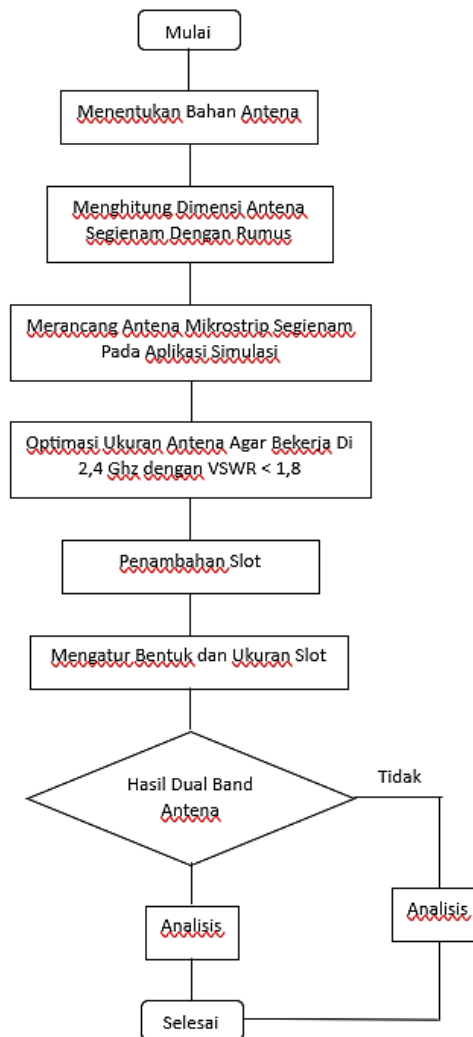 Mulai
Menentukan Bahan Antena
Menghitung Dimensi Antena
Segienam Dengan Rumus
Merancang Antena Mikrostrip Segienam
Pada Aplikasi Simulasi
Optimasi Ukuran Antena Agar Bekerja Di
2,4 Ghz dengan VSWR < 1,8
Penambahan Slot
Mengatur Bentuk dan Ukuran Slot
Hasil Dual Band
Antena
Tidak
Analisis
Analisis
Selesai